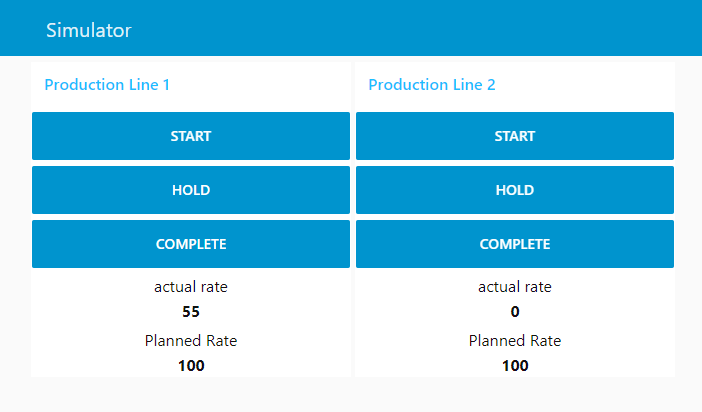 Simulator
Production Line 1
START
HOLD
COMPLETE
actual rate
55
Planned Rate
100
Production Line 2
START
HOLD
COMPLETE
actual rate
0
Planned Rate
100